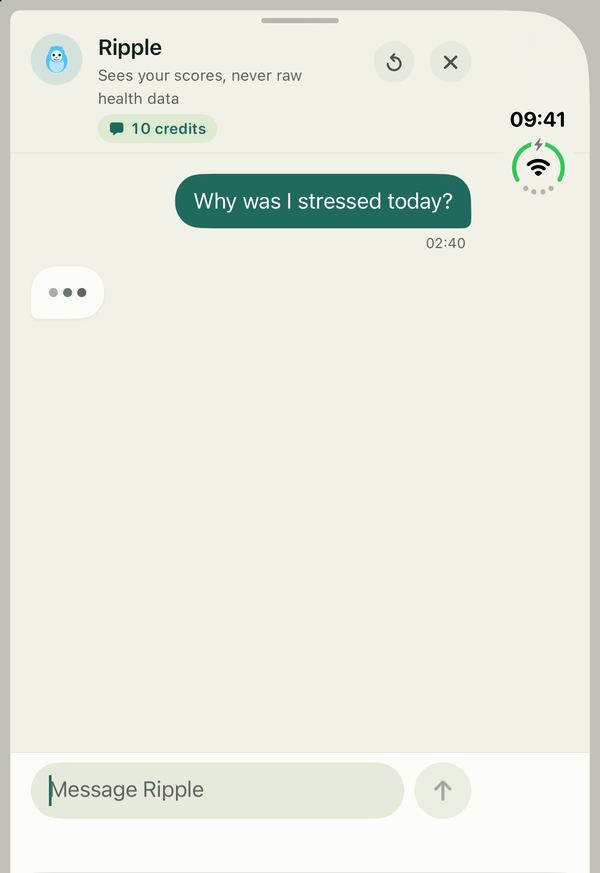 Ripple
Sees your scores, never raw
health data
10 credits
09:41
Why was I stressed today?
02:40
Message Ripple